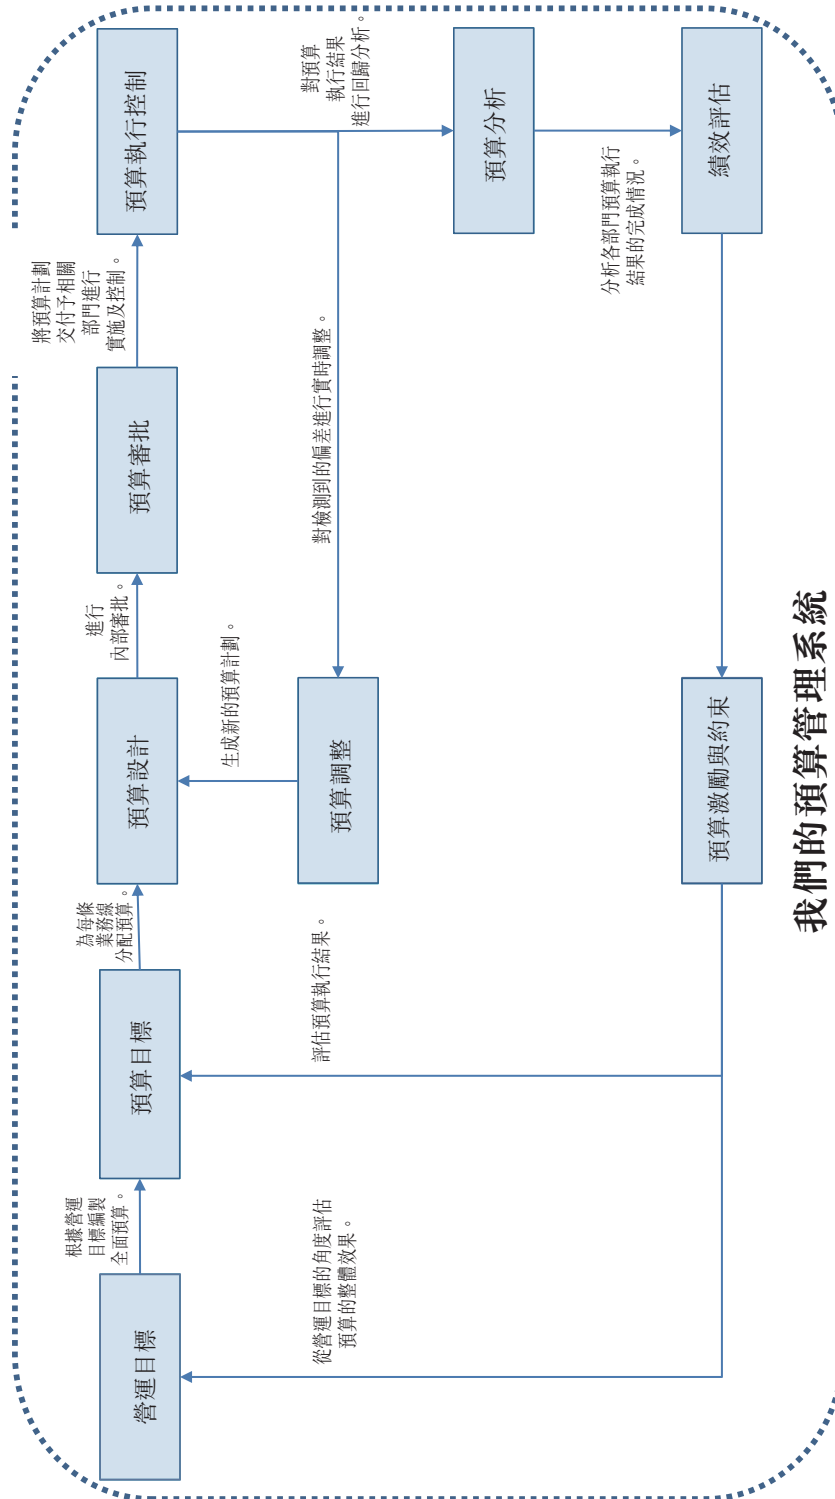 我們的預算管理系統
營運目標
根據營運
目標編製
全面預算。
預算目標
為每條
業務線
分配預算。
預算設計
進行
內部審批。
預算審批
將預算計劃
交付予相關
部門進行
實施及控制。
預算執行控制
對預算
執行結果
進行回歸分析。
對檢測到的偏差進行實時調整。
預算調整
生成新的預算計劃。
預算分析
分析各部門預算執行
結果的完成情況。
績效評估
預算激勵與約束
評估預算執行結果。
從營運目標的角度評估
預算的整體效果。